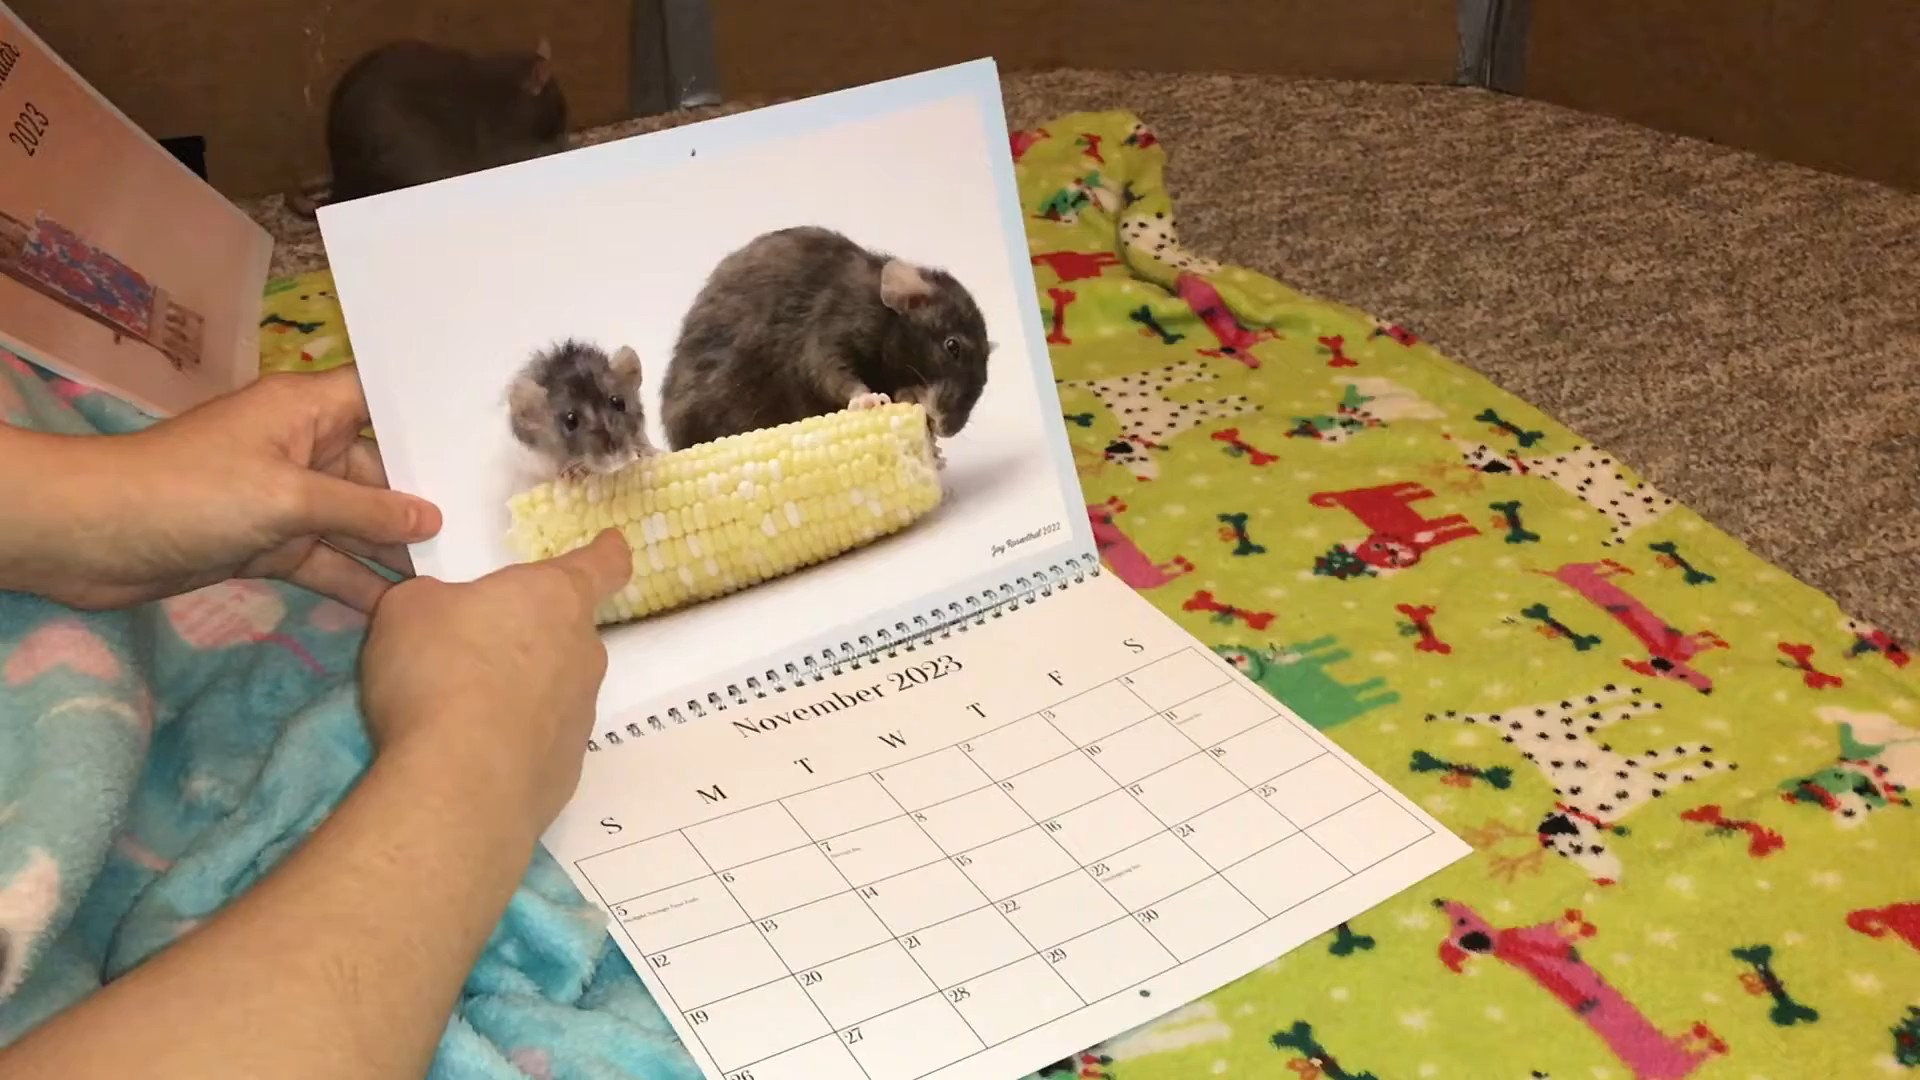 2023
Joy Rosenthal 2022
November 2023
S M T W T F S
1 2 3 4
5 6 7 8 9 10 11
12 13 14 15 16 17 18
19 20 21 22 23 24 25
26 27 28 29 30